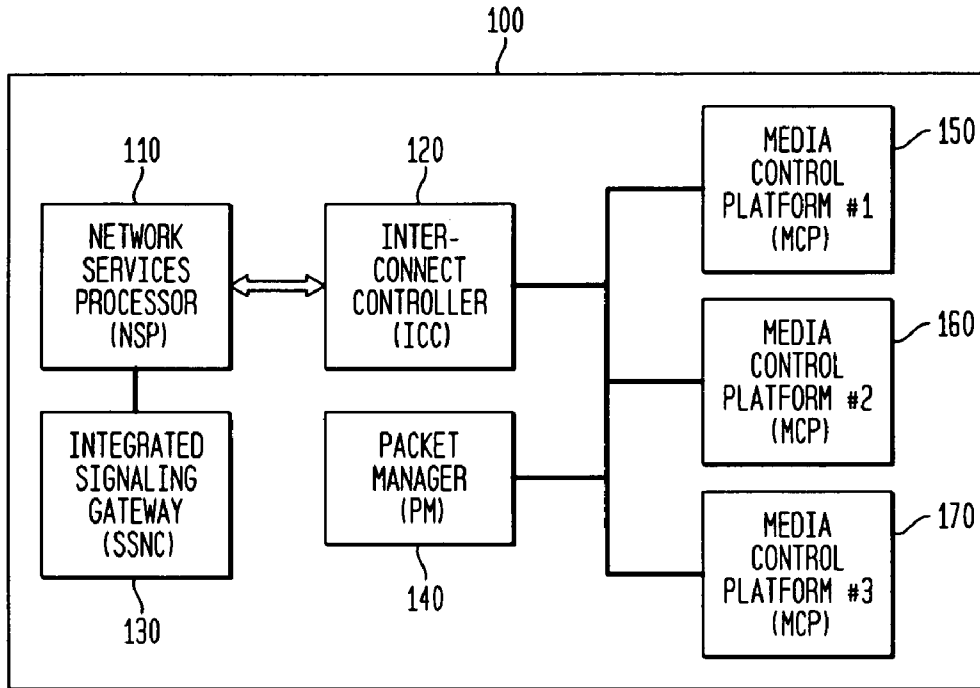 100
110
NETWORK
SERVICES
PROCESSOR
(NSP)
120
INTER-
CONNECT
CONTROLLER
(ICC)
MEDIA
CONTROL
PLATFORM #1
(MCP)
150
MEDIA
CONTROL
PLATFORM #2
(MCP)
160
INTEGRATED
SIGNALING
GATEWAY
(SSNC)
130
PACKET
MANAGER
(PM)
140
MEDIA
CONTROL
PLATFORM #3
(MCP)
170